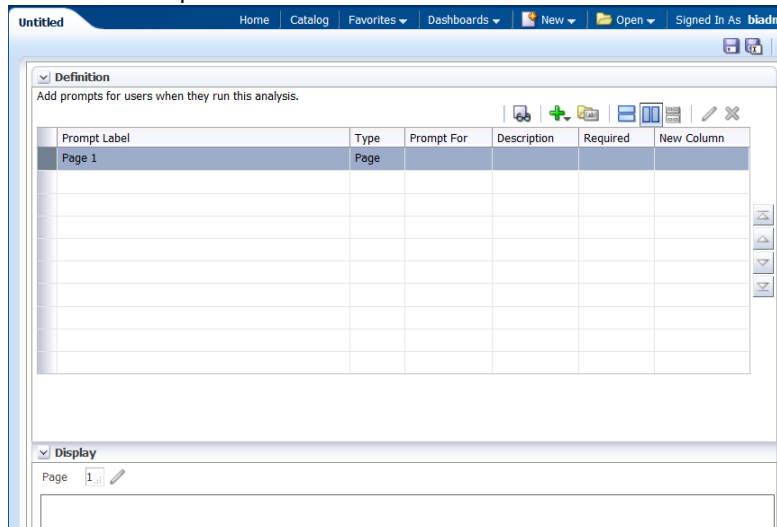 Untitled Home Catalog Favorites Dashboards New Open Signed In As biadm
Definition
Add prompts for users when they run this analysis.
Prompt Label Type Prompt For Description Required New Column
Page 1 Page
Display
Page 1